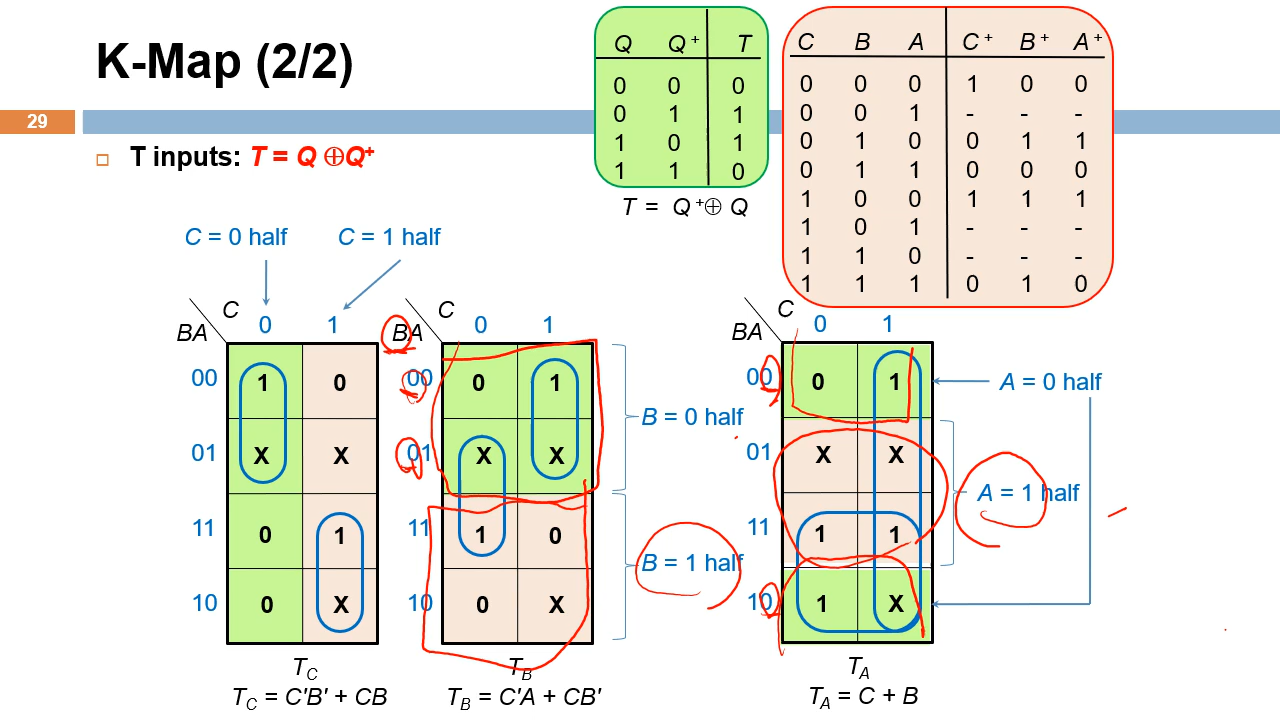 K-Map (2/2)
29
T inputs: T = Q ⊕Q⁺
Q Q⁺ T
0 0 0
0 1 1
1 0 1
1 1 0
T = Q⁺⊕ Q
C B A C⁺ B⁺ A⁺
0 0 0 1 0 0
0 0 1 - - -
0 1 0 0 1 1
0 1 1 0 0 0
1 0 0 1 1 1
1 0 1 - - -
1 1 0 - - -
1 1 1 0 1 0
C = 0 half C = 1 half
C
BA 0 1
00 1 0
01 X X
11 0 1
10 0 X
T_C
T_C = C'B' + CB
C
BA 0 1
00 0 1
01 X X
11 1 0
10 0 X
B = 0 half
B = 1 half
T_B
T_B = C'A + CB'
C
BA 0 1
00 0 1
01 X X
11 1 1
10 1 X
A = 0 half
A = 1 half
T_A
T_A = C + B